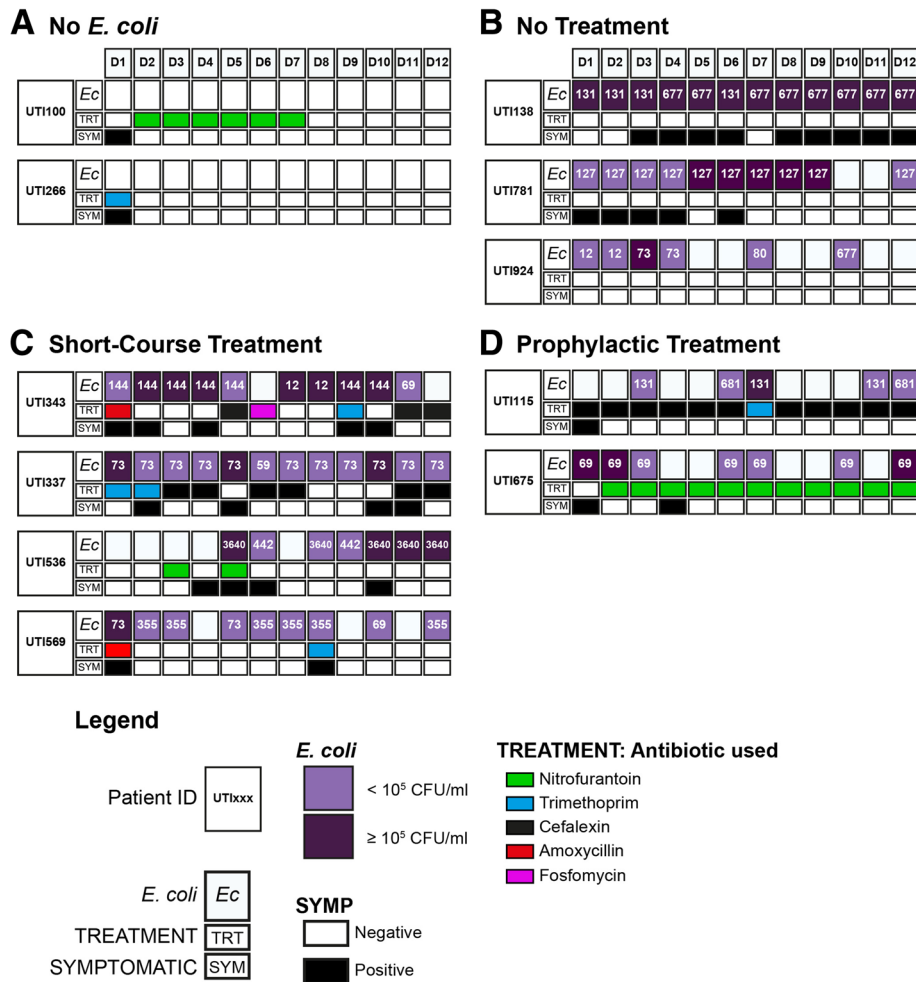 A No E. coli
D1 D2 D3 D4 D5 D6 D7 D8 D9 D10 D11 D12
UTI100
Ec
TRT
SYM
UTI266
Ec
TRT
SYM
B No Treatment
D1 D2 D3 D4 D5 D6 D7 D8 D9 D10 D11 D12
UTI138
Ec 131 131 131 677 677 131 677 677 677 677 677 677
TRT
SYM
UTI781
Ec 127 127 127 127 127 127 127 127 127 127
TRT
SYM
UTI924
Ec 12 12 73 73 80 677
TRT
SYM
C Short-Course Treatment
UTI343
Ec 144 144 144 144 144 12 12 144 144 69
TRT
SYM
UTI337
Ec 73 73 73 73 73 59 73 73 73 73 73 73
TRT
SYM
UTI536
Ec 3640 442 3640 442 3640 3640 3640
TRT
SYM
UTI569
Ec 73 355 355 73 355 355 355 69 355
TRT
SYM
D Prophylactic Treatment
UTI115
Ec 131 681 131 131 681
TRT
SYM
UTI675
Ec 69 69 69 69 69 69 69
TRT
SYM
Legend
Patient ID UTIxxx
E. coli Ec
TREATMENT TRT
SYMPTOMATIC SYM
E. coli
< 10⁵ CFU/ml
≥ 10⁵ CFU/ml
SYMP
Negative
Positive
TREATMENT: Antibiotic used
Nitrofurantoin
Trimethoprim
Cefalexin
Amoxycillin
Fosfomycin